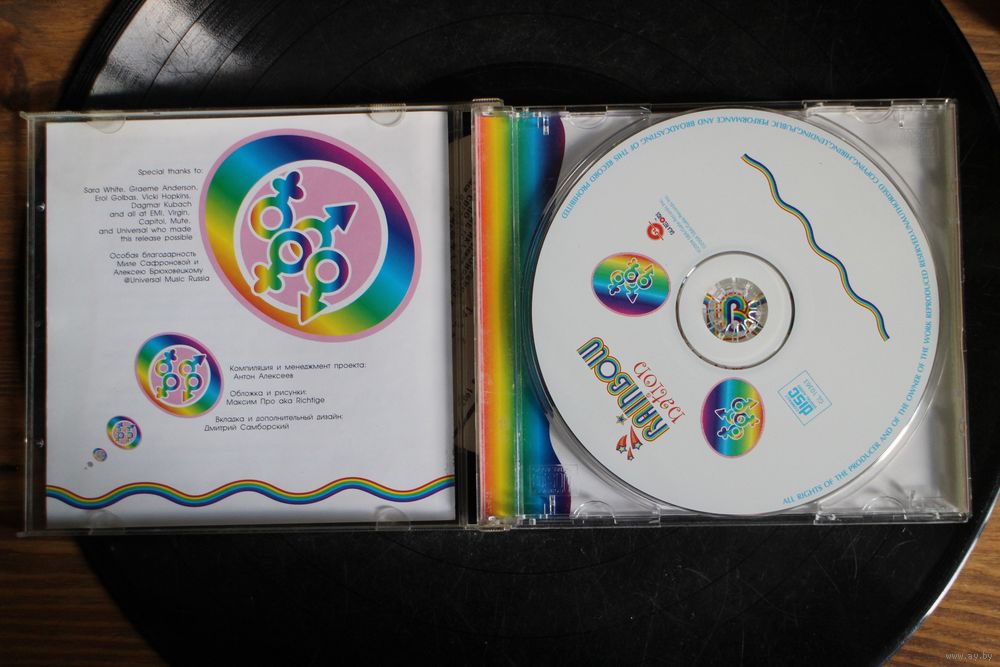 Special thanks to:
Sara White, Graeme Anderson,
Erol Golbas, Vicki Hopkins,
Dagmar Kubach
and all at EMI, Virgin,
Capitol, Mute,
and Universal who made
this release possible
Особая благодарность
Миле Сафроновой и
Алексею Брюховецкому
@Universal Music Russia
Компиляция и менеджмент проекта:
Антон Алексеев
Обложка и рисунки:
Максим Про aka Richtige
Вкладка и дополнительный дизайн:
Дмитрий Самборский
ALL RIGHTS OF THE PRODUCER AND OF THE OWNER OF THE WORK REPRODUCED RESERVED.UNAUTHORISED COPYING,HIRING,LENDING,PUBLIC PERFORMANCE AND BROADCASTING OF THIS RECORD PROHIBITED
RAINBOW
disc
www.ay.by